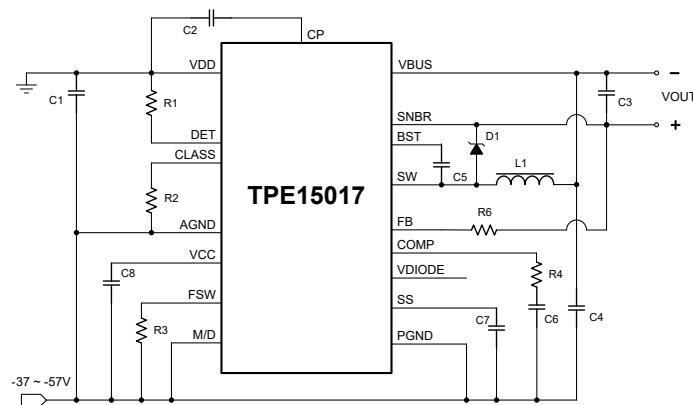 C2
CP
VDD
VBUS
C1
R1
C3
VOUT
SNBR
DET
BST
D1
CLASS
C5
L1
R2
TPE15017
SW
AGND
FB
R6
VCC
COMP
C8
VDIODE
R4
FSW
SS
R3
C7
C6
C4
M/D
PGND
-37 ~ -57V